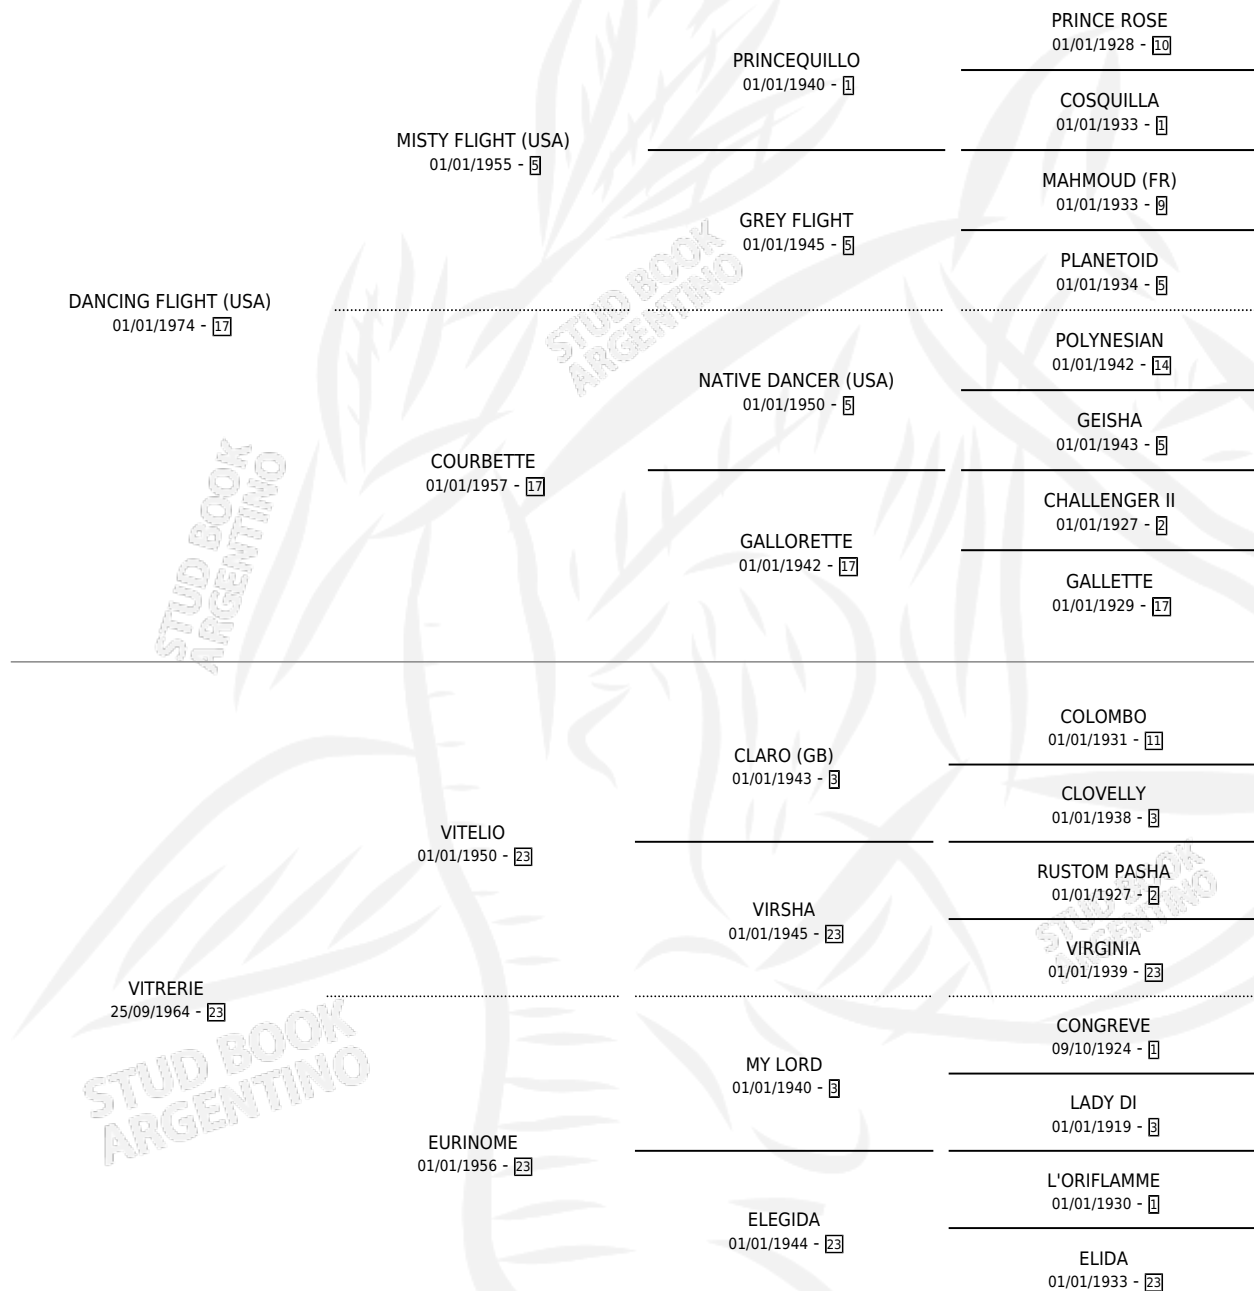 PRINCE ROSE
01/01/1928 - 10
PRINCEQUILLO
01/01/1940 - 1
COSQUILLA
01/01/1933 - 1
MISTY FLIGHT (USA)
01/01/1955 - 5
MAHMOUD (FR)
01/01/1933 - 9
GREY FLIGHT
01/01/1945 - 5
PLANETOID
01/01/1934 - 5
DANCING FLIGHT (USA)
01/01/1974 - 17
STUD BOOK
ARGENTINO
POLYNESIAN
01/01/1942 - 14
NATIVE DANCER (USA)
01/01/1950 - 5
GEISHA
01/01/1943 - 5
COURBETTE
01/01/1957 - 17
CHALLENGER II
01/01/1927 - 2
GALLORETTE
01/01/1942 - 17
GALLETTE
01/01/1929 - 17
STUD BOOK
ARGENTINO
COLOMBO
01/01/1931 - 11
CLARO (GB)
01/01/1943 - 3
CLOVELLY
01/01/1938 - 3
VITELIO
01/01/1950 - 23
RUSTOM PASHA
01/01/1927 - 2
VIRSHA
01/01/1945 - 23
VIRGINIA
01/01/1939 - 23
STUD BOOK
ARGENTINO
VITRERIE
25/09/1964 - 23
STUD BOOK
ARGENTINO
CONGREVE
09/10/1924 - 1
MY LORD
01/01/1940 - 3
LADY DI
01/01/1919 - 3
EURINOME
01/01/1956 - 23
L'ORIFLAMME
01/01/1930 - 1
ELEGIDA
01/01/1944 - 23
ELIDA
01/01/1933 - 23